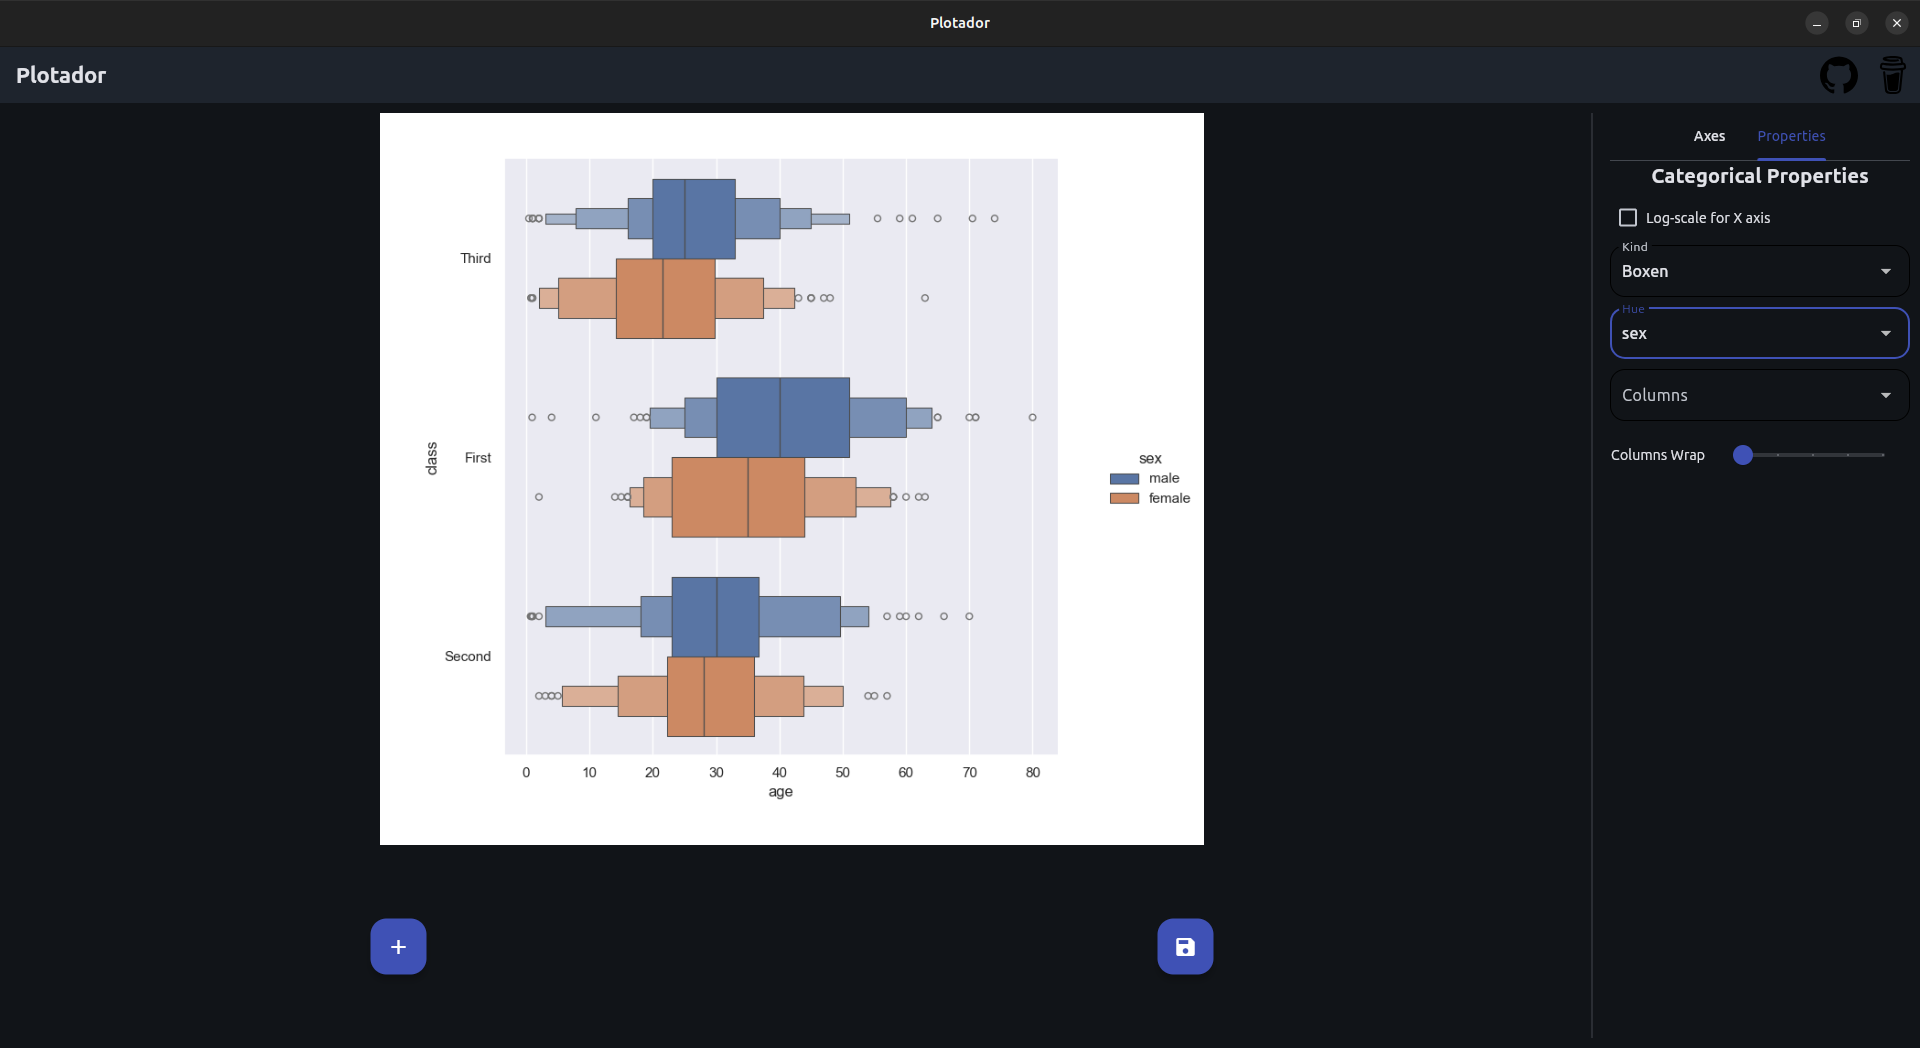 Plotador
Plotador
Axes
Properties
Categorical Properties
Log-scale for X axis
Kind
Boxen
Hue
sex
Columns
Columns Wrap
Third
First
Second
class
0 10 20 30 40 50 60 70 80
age
sex
male
female